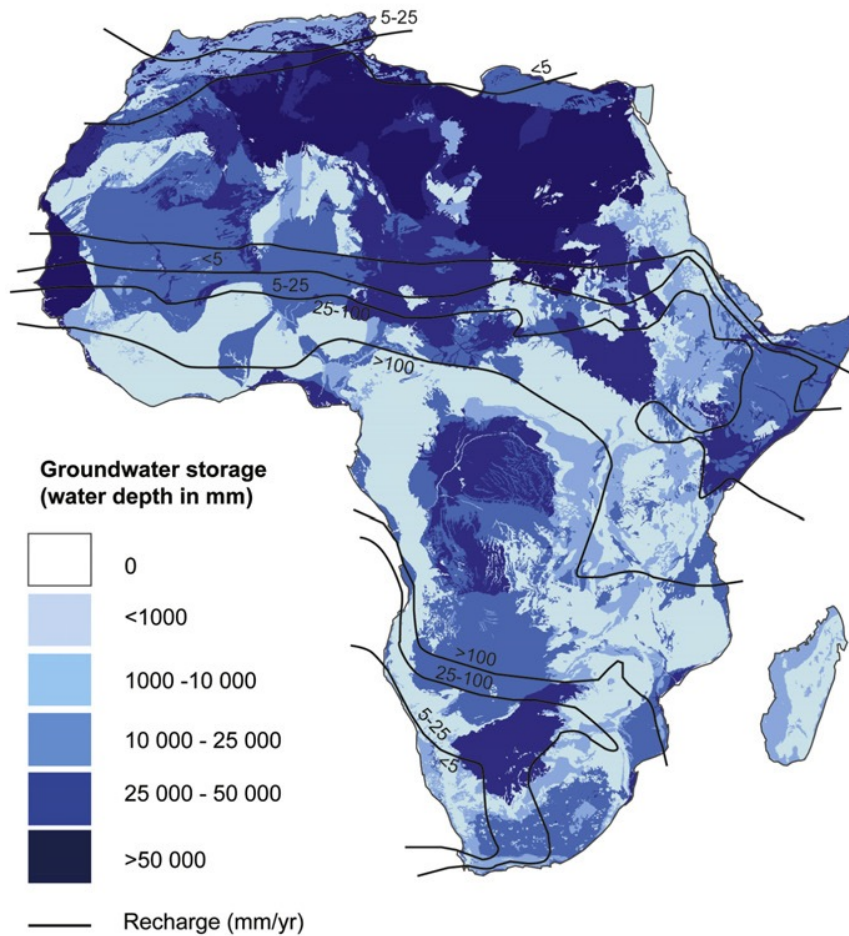 5-25
<5
<5
5-25
25-100
>100
Groundwater storage
(water depth in mm)
0
<1000
1000 -10 000
10 000 - 25 000
25 000 - 50 000
>50 000
Recharge (mm/yr)
>100
25-100
5-25
<5